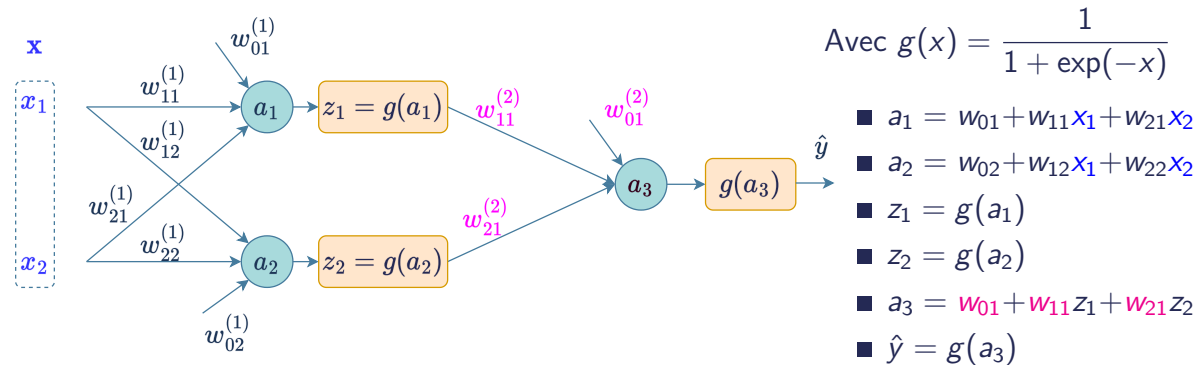 x
x₁
x₂
w₀₁⁽¹⁾
w₁₁⁽¹⁾
w₁₂⁽¹⁾
w₂₁⁽¹⁾
w₂₂⁽¹⁾
w₀₂⁽¹⁾
a₁
z₁ = g(a₁)
a₂
z₂ = g(a₂)
w₁₁⁽²⁾
w₂₁⁽²⁾
w₀₁⁽²⁾
a₃
g(a₃)
ŷ
Avec g(x) = 1 / (1 + exp(−x))
■ a₁ = w₀₁+w₁₁x₁+w₂₁x₂
■ a₂ = w₀₂+w₁₂x₁+w₂₂x₂
■ z₁ = g(a₁)
■ z₂ = g(a₂)
■ a₃ = w₀₁+w₁₁z₁+w₂₁z₂
■ ŷ = g(a₃)